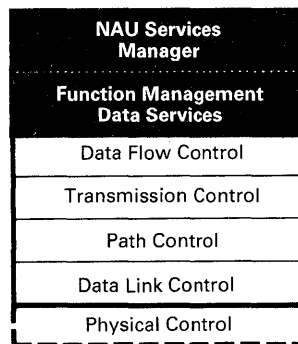 NAU Services
Manager
Function Management
Data Services
Data Flow Control
Transmission Control
Path Control
Data Link Control
Physical Control